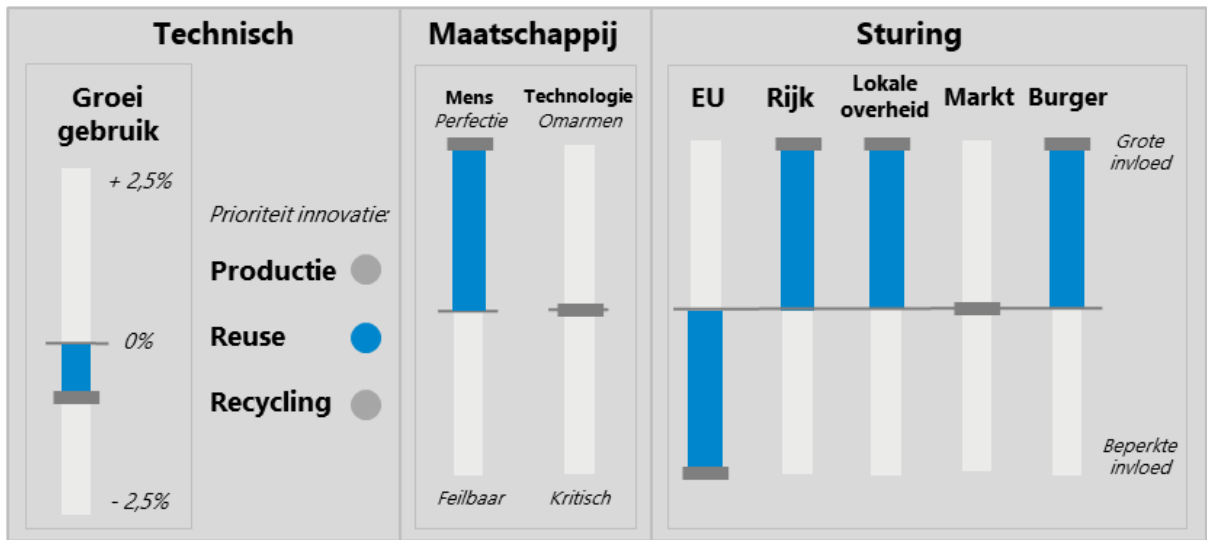 Technisch
Groei
gebruik
+ 2,5%
0%
- 2,5%
Prioriteit innovatie:
Productie
Reuse
Recycling
Maatschappij
Mens
Perfectie
Feilbaar
Technologie
Omarmen
Kritisch
Sturing
EU
Rijk
Lokale
overheid
Markt
Burger
Grote
invloed
Beperkte
invloed